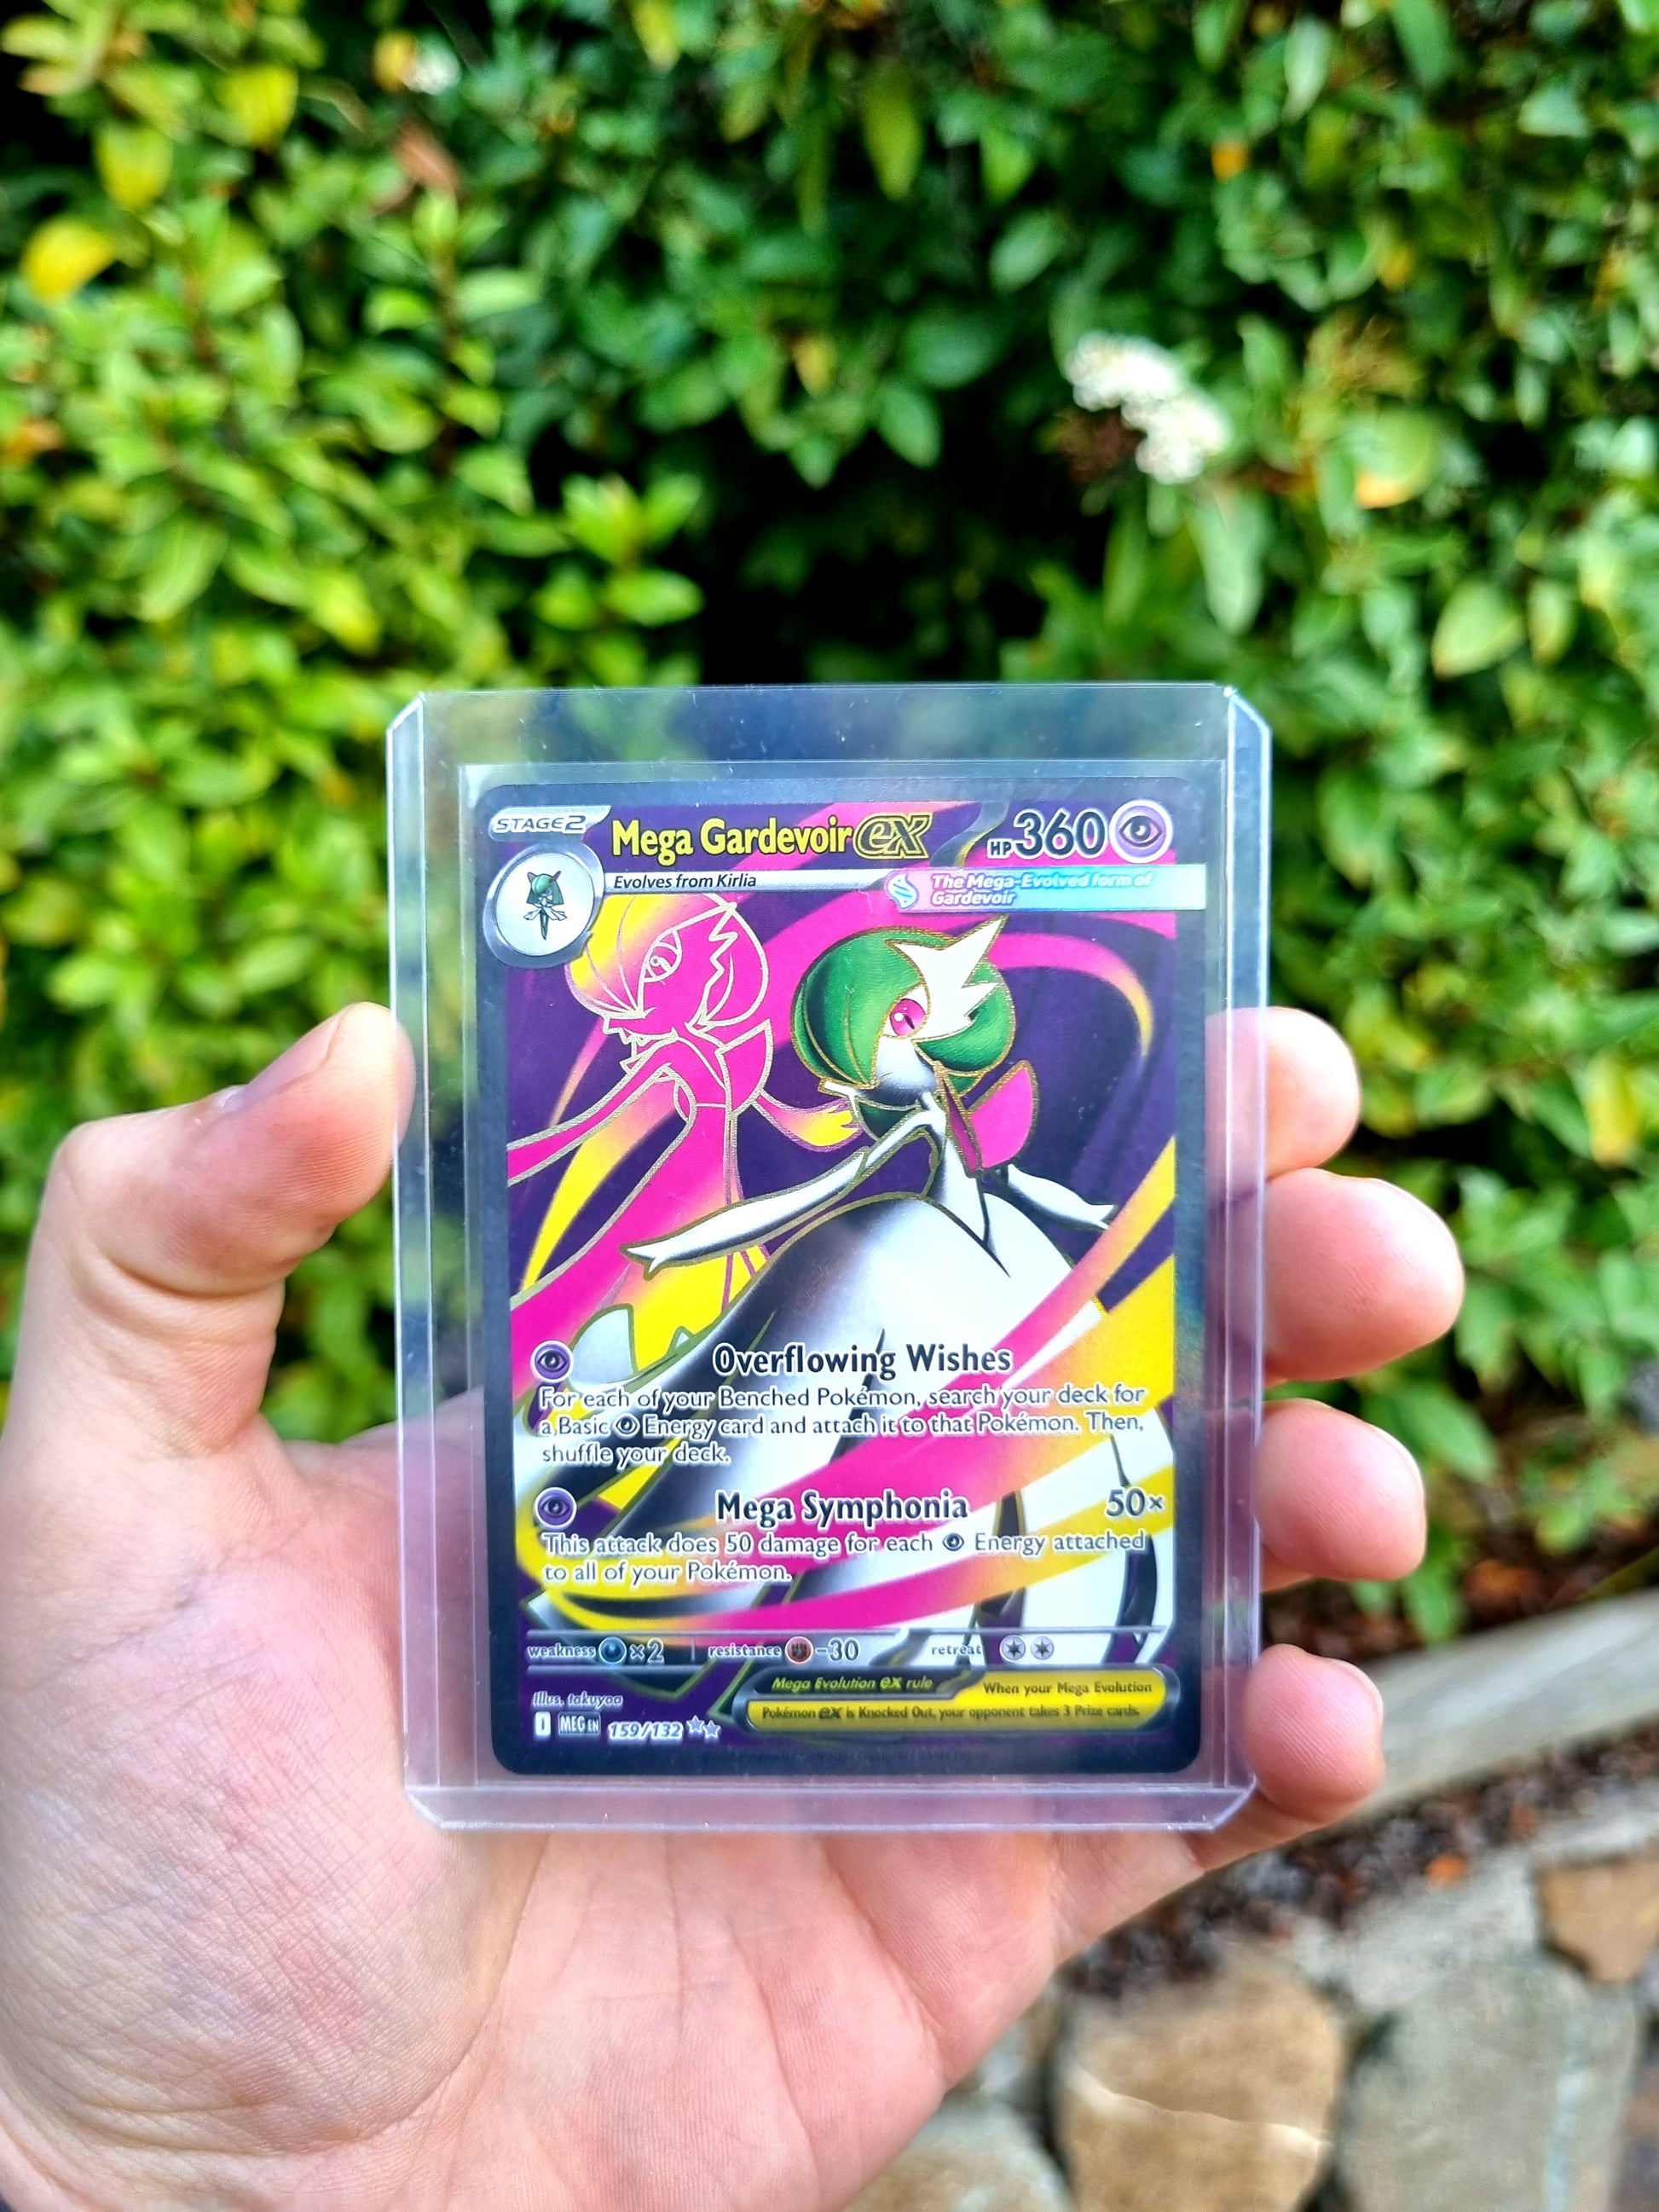 STAGE2
Mega Gardevoir ex
HP 360
Evolves from Kirlia
The Mega-Evolved form of
Gardevoir
Overflowing Wishes
For each of your Benched Pokémon, search your deck for
a Basic Energy card and attach it to that Pokémon. Then,
shuffle your deck.
Mega Symphonia 50×
This attack does 50 damage for each Energy attached
to all of your Pokémon.
weakness ×2 resistance -30 retreat
Mega Evolution ex rule When your Mega Evolution
Pokémon ex is Knocked Out, your opponent takes 3 Prize cards.
Illus. takuyoa
I MEG EN 159/132